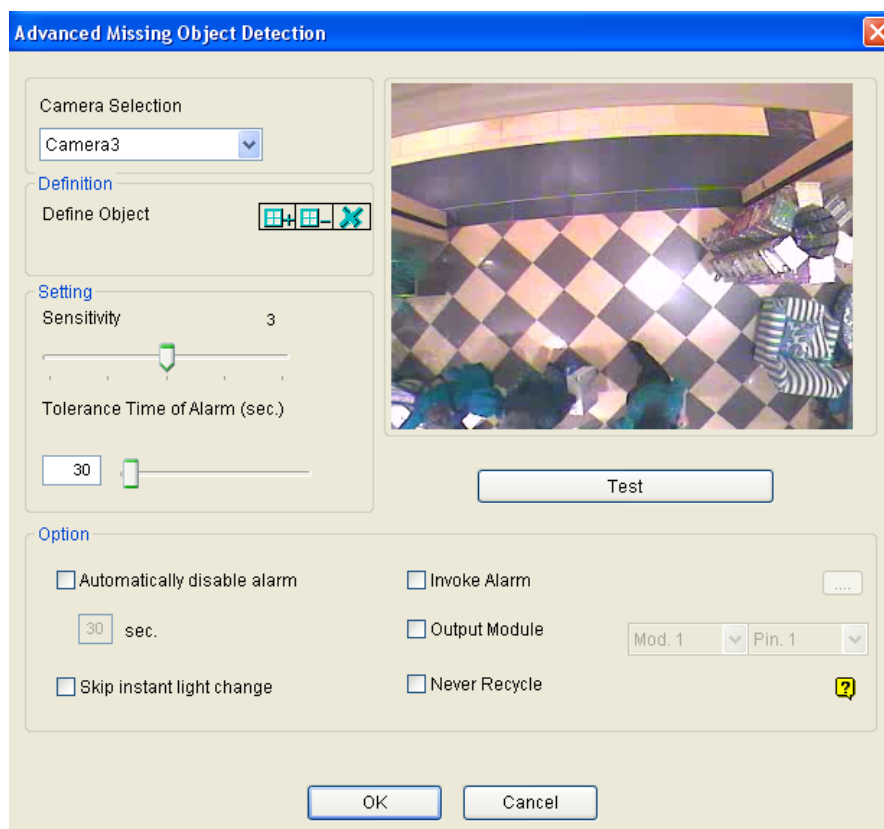 Advanced Missing Object Detection
Camera Selection
Camera3
Definition
Define Object
Setting
Sensitivity 3
Tolerance Time of Alarm (sec.)
30
Test
Option
Automatically disable alarm
30 sec.
Skip instant light change
Invoke Alarm
....
Output Module
Mod. 1
Pin. 1
Never Recycle
?
OK
Cancel